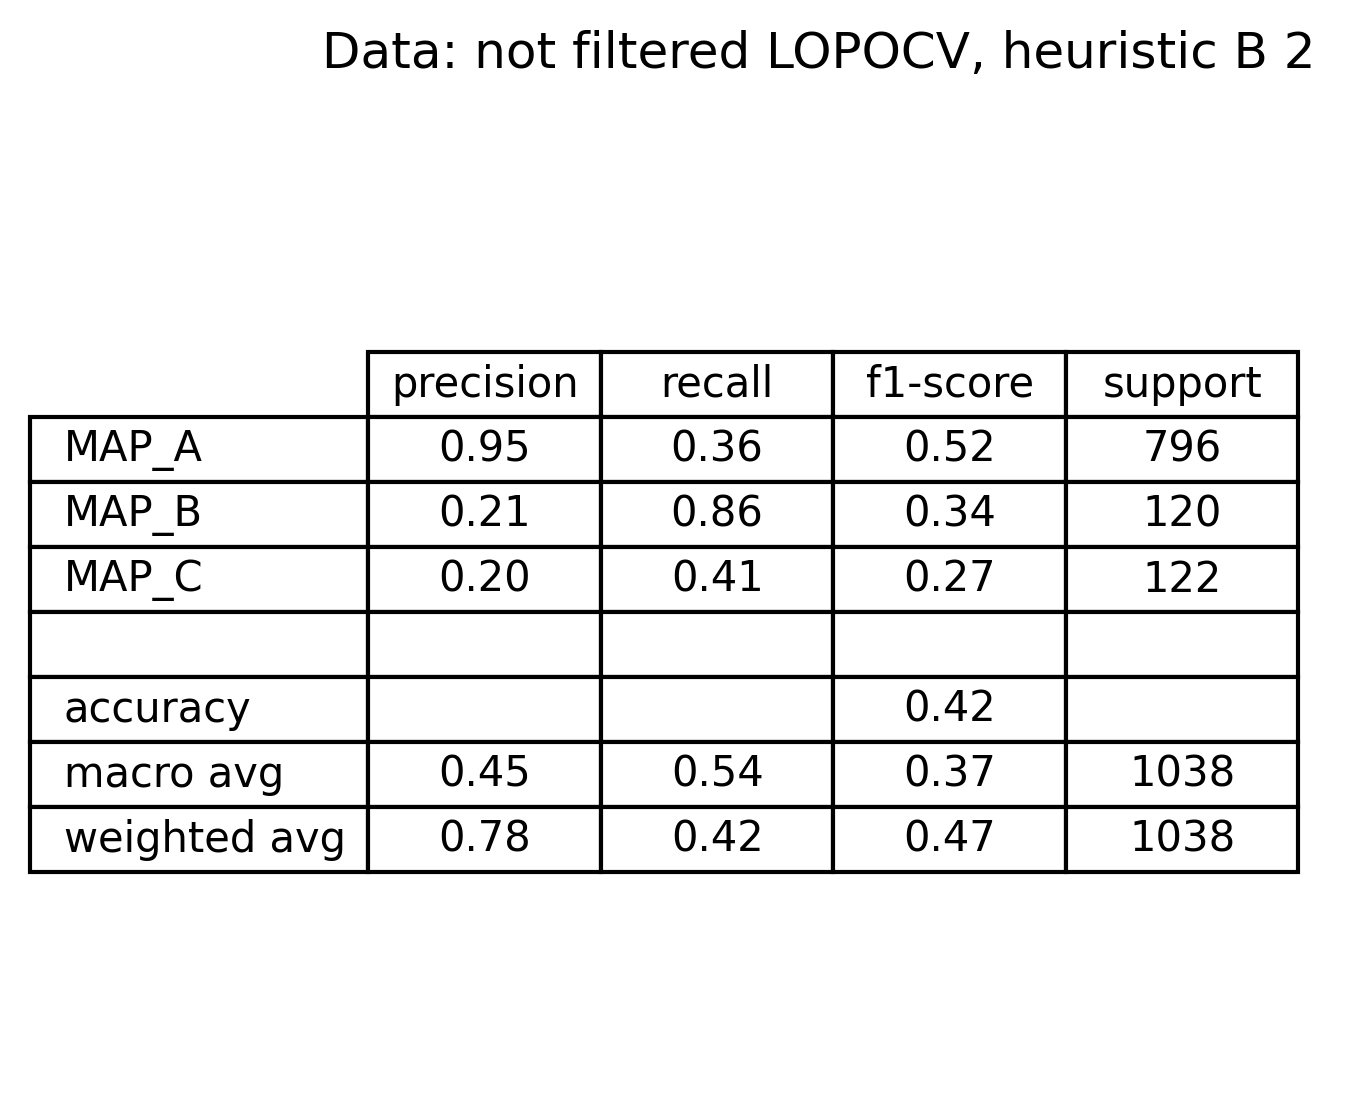 Data: not filtered LOPOCV, heuristic B 2
precision recall f1-score support
MAP_A 0.95 0.36 0.52 796
MAP_B 0.21 0.86 0.34 120
MAP_C 0.20 0.41 0.27 122
accuracy 0.42
macro avg 0.45 0.54 0.37 1038
weighted avg 0.78 0.42 0.47 1038